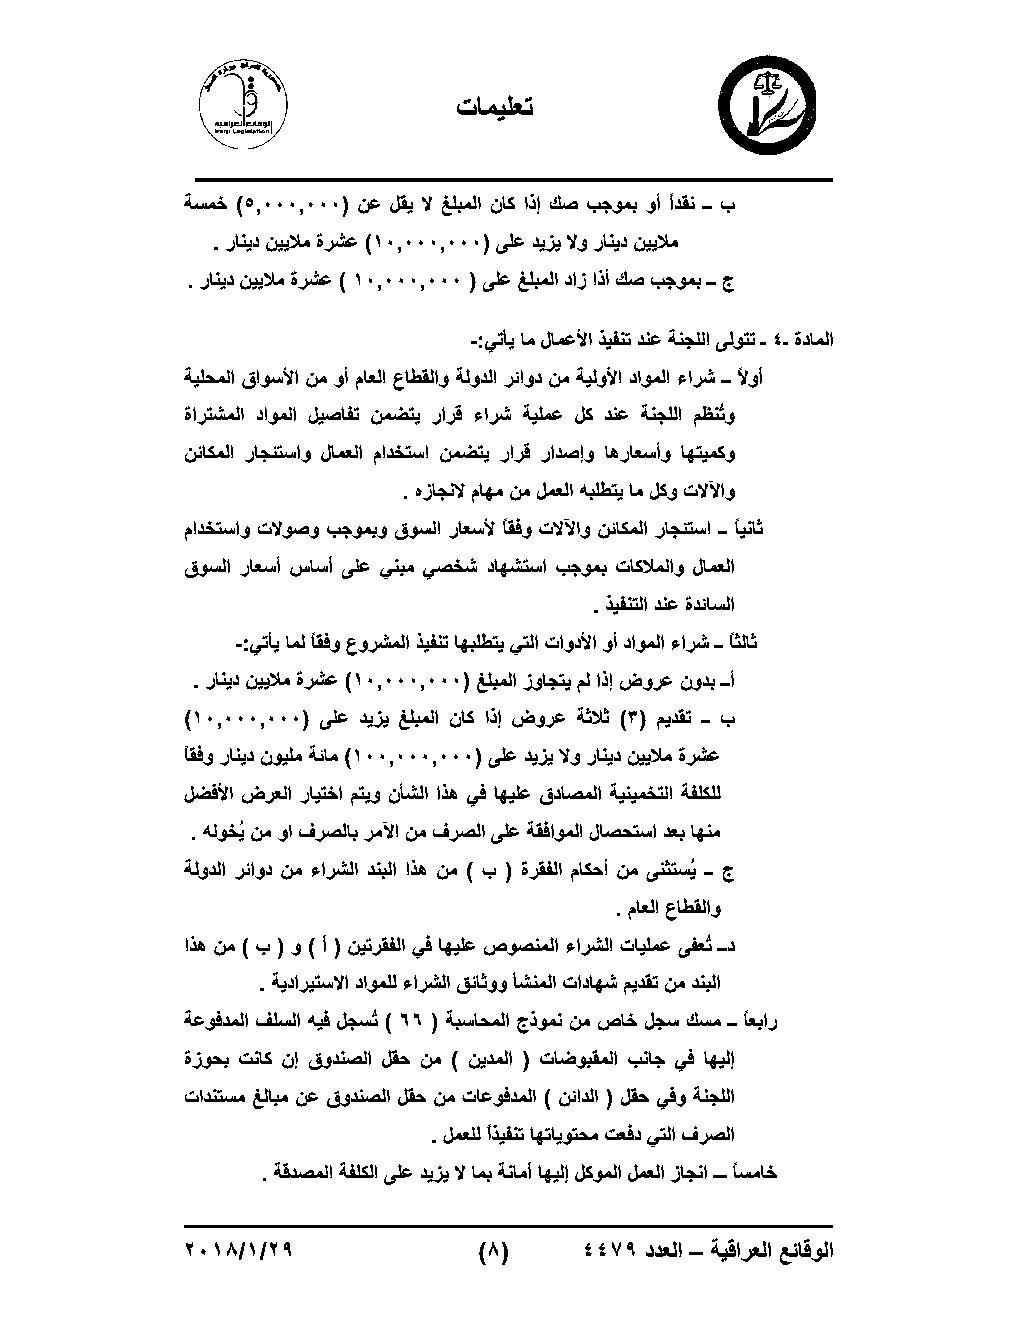 تعليمات
ب – نقداً أو بموجب صك إذا كان المبلغ لا يقل عن (٥,٠٠٠,٠٠٠) خمسة
ملايين دينار ولا يزيد على (١٠,٠٠٠,٠٠٠) عشرة ملايين دينار .
ج – بموجب صك أذا زاد المبلغ على ( ١٠,٠٠٠,٠٠٠ ) عشرة ملايين دينار .
المادة -٤ - تتولى اللجنة عند تنفيذ الأعمال ما يأتي:-
أولاً – شراء المواد الأولية من دوائر الدولة والقطاع العام أو من الأسواق المحلية
وتُنظم اللجنة عند كل عملية شراء قرار يتضمن تفاصيل المواد المشتراة
وكميتها وأسعارها وإصدار قرار يتضمن استخدام العمال واستئجار المكائن
والآلات وكل ما يتطلبه العمل من مهام لانجازه .
ثانياً – استئجار المكائن والآلات وفقاً لأسعار السوق وبموجب وصولات واستخدام
العمال والملاكات بموجب استشهاد شخصي مبني على أساس أسعار السوق
السائدة عند التنفيذ .
ثالثاً – شراء المواد أو الأدوات التي يتطلبها تنفيذ المشروع وفقاً لما يأتي:-
أ– بدون عروض إذا لم يتجاوز المبلغ (١٠,٠٠٠,٠٠٠) عشرة ملايين دينار .
ب – تقديم (٣) ثلاثة عروض إذا كان المبلغ يزيد على (١٠,٠٠٠,٠٠٠)
عشرة ملايين دينار ولا يزيد على (١٠٠,٠٠٠,٠٠٠) مائة مليون دينار وفقاً
للكلفة التخمينية المصادق عليها في هذا الشأن ويتم اختيار العرض الأفضل
منها بعد استحصال الموافقة على الصرف من الآمر بالصرف او من يُخوله .
ج – يُستثنى من أحكام الفقرة ( ب ) من هذا البند الشراء من دوائر الدولة
والقطاع العام .
د– تُعفى عمليات الشراء المنصوص عليها في الفقرتين ( أ ) و ( ب ) من هذا
البند من تقديم شهادات المنشأ ووثائق الشراء للمواد الاستيرادية .
رابعاً – مسك سجل خاص من نموذج المحاسبة ( ٦٦ ) تُسجل فيه السلف المدفوعة
إليها في جانب المقبوضات ( المدين ) من حقل الصندوق إن كانت بحوزة
اللجنة وفي حقل ( الدائن ) المدفوعات من حقل الصندوق عن مبالغ مستندات
الصرف التي دفعت محتوياتها تنفيذاً للعمل .
خامساً – انجاز العمل الموكل إليها أمانة بما لا يزيد على الكلفة المصدقة .
الوقائع العراقية – العدد ٤٤٧٩ (٨) ٢٠١٨/١/٢٩